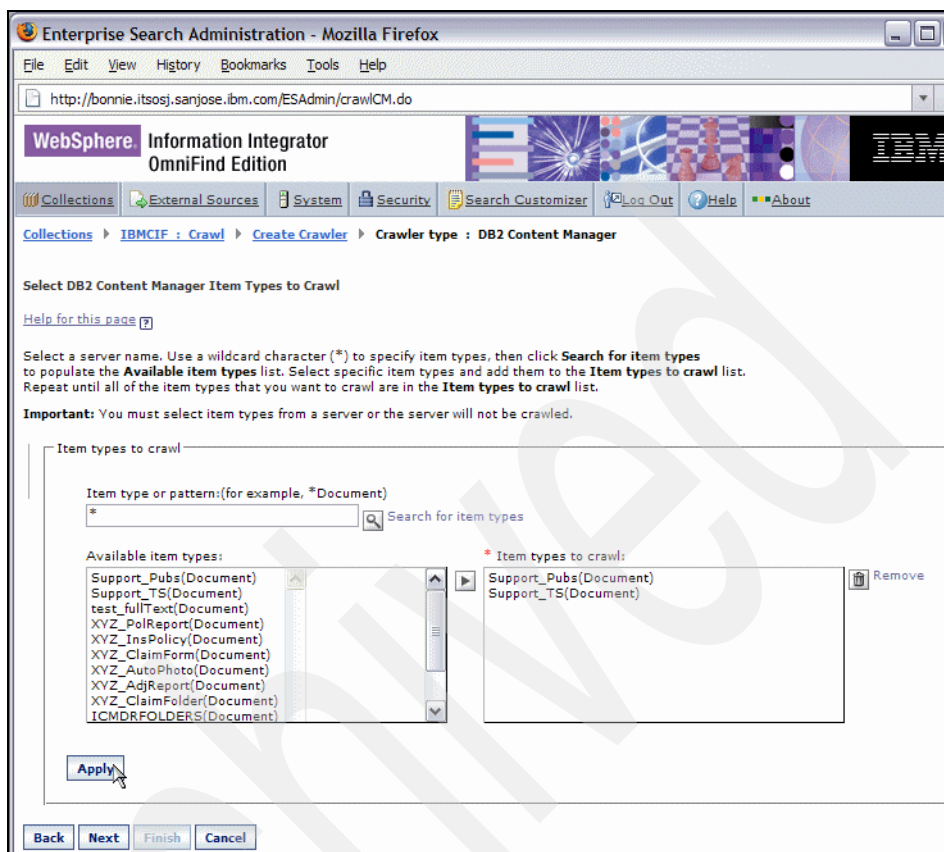 Enterprise Search Administration - Mozilla Firefox
File Edit View History Bookmarks Tools Help
http://bonnie.itsosj.sanjose.ibm.com/ESAdmin/crawlCM.do
WebSphere. Information Integrator
OmniFind Edition
IBM
Collections External Sources System Security Search Customizer Log Out Help About
Collections IBMCIF : Crawl Create Crawler Crawler type : DB2 Content Manager
Select DB2 Content Manager Item Types to Crawl
Help for this page ?
Select a server name. Use a wildcard character (*) to specify item types, then click Search for item types
to populate the Available item types list. Select specific item types and add them to the Item types to crawl list.
Repeat until all of the item types that you want to crawl are in the Item types to crawl list.
Important: You must select item types from a server or the server will not be crawled.
Item types to crawl
Item type or pattern:(for example, *Document)
* Search for item types
Available item types:
Support_Pubs(Document)
Support_TS(Document)
test_fullText(Document)
XYZ_PolReport(Document)
XYZ_InsPolicy(Document)
XYZ_ClaimForm(Document)
XYZ_AutoPhoto(Document)
XYZ_AdjReport(Document)
XYZ_ClaimFolder(Document)
ICMDRFOLDERS(Document)
* Item types to crawl:
Support_Pubs(Document)
Support_TS(Document)
Remove
Apply
Back Next Finish Cancel